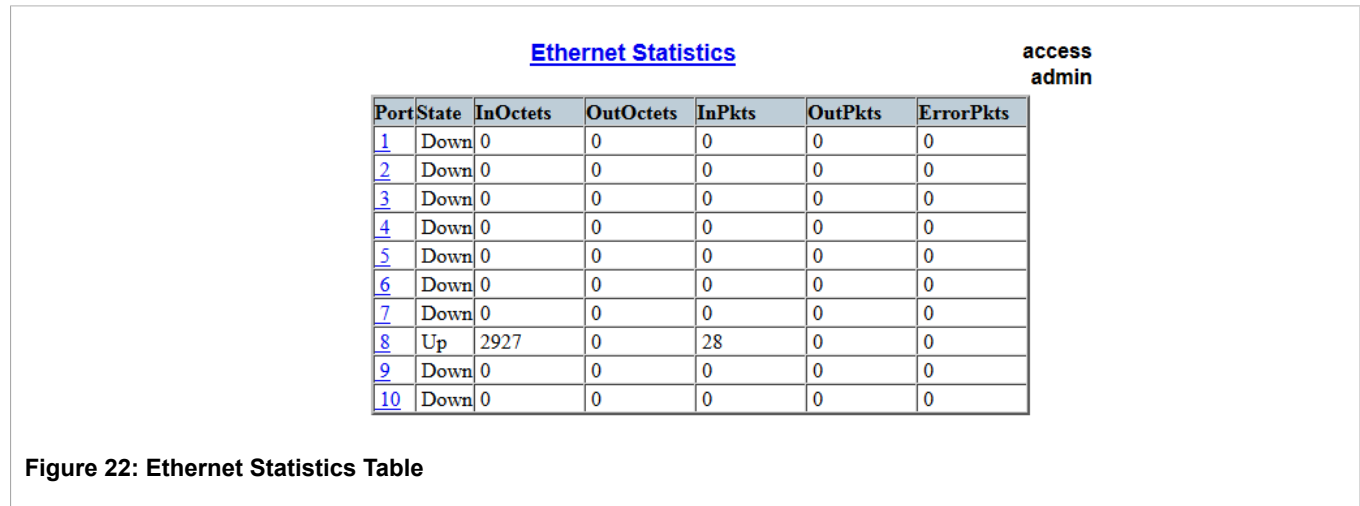 Ethernet Statistics
access
admin
Port State InOctets OutOctets InPkts OutPkts ErrorPkts
1 Down 0 0 0 0 0
2 Down 0 0 0 0 0
3 Down 0 0 0 0 0
4 Down 0 0 0 0 0
5 Down 0 0 0 0 0
6 Down 0 0 0 0 0
7 Down 0 0 0 0 0
8 Up 2927 0 28 0 0
9 Down 0 0 0 0 0
10 Down 0 0 0 0 0
Figure 22: Ethernet Statistics Table